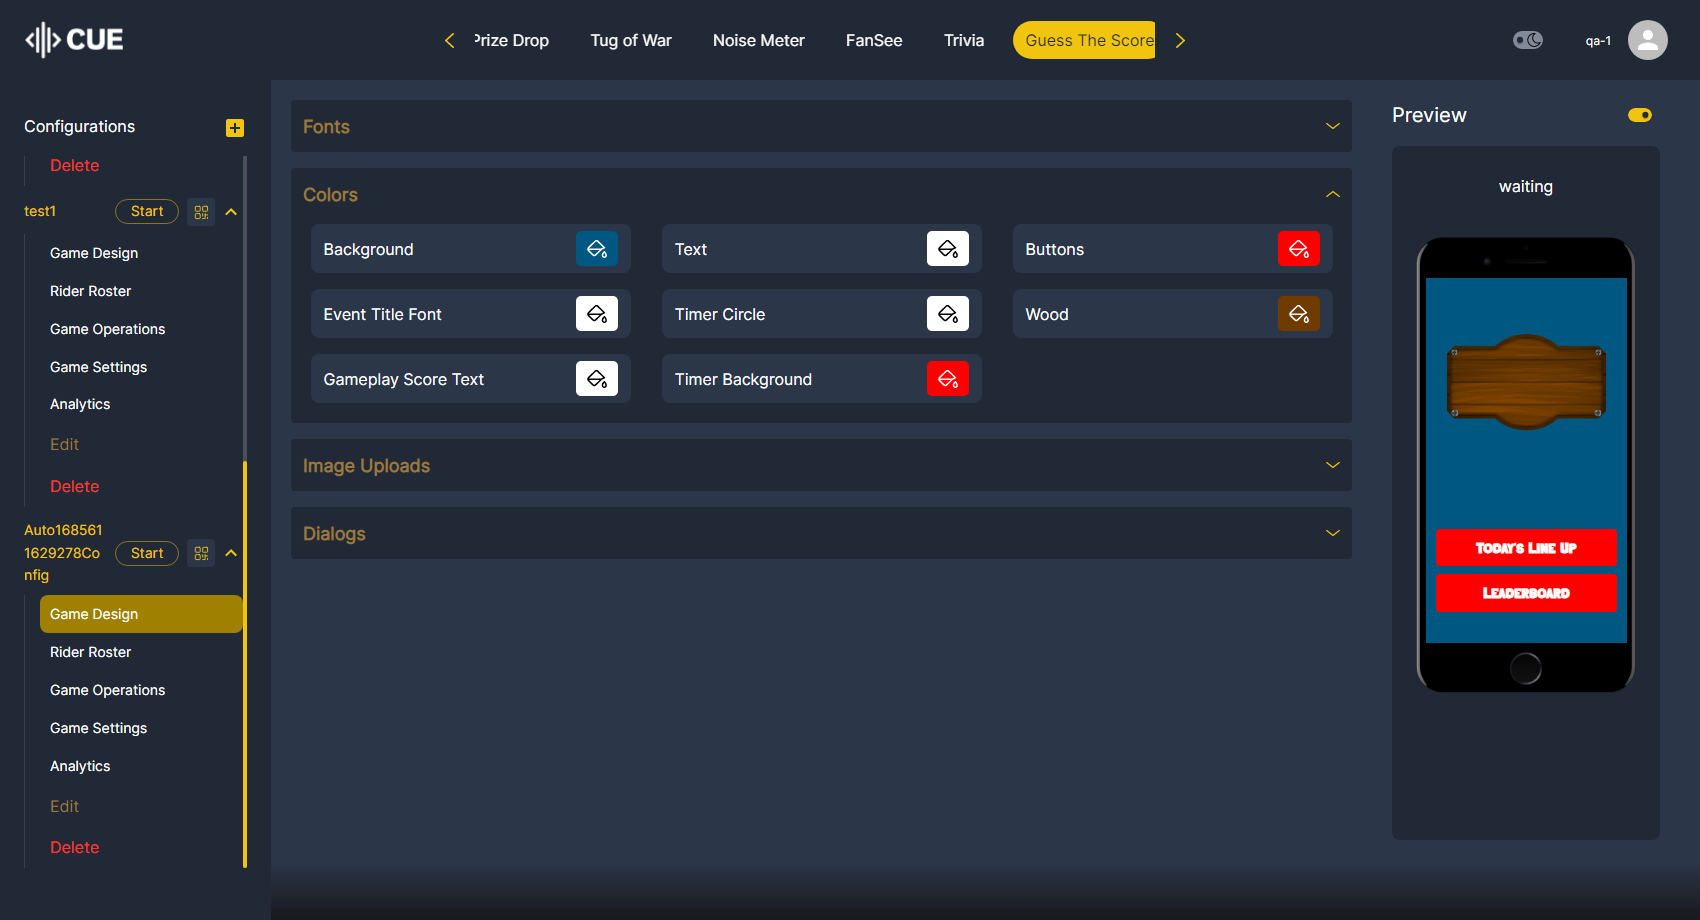 CUE
Prize Drop
Tug of War
Noise Meter
FanSee
Trivia
Guess The Score
qa-1
Configurations
Delete
test1
Start
Game Design
Rider Roster
Game Operations
Game Settings
Analytics
Edit
Delete
Auto168561
1629278Co
nfig
Start
Game Design
Rider Roster
Game Operations
Game Settings
Analytics
Edit
Delete
Fonts
Colors
Background
Text
Buttons
Event Title Font
Timer Circle
Wood
Gameplay Score Text
Timer Background
Image Uploads
Dialogs
Preview
waiting
Today's Line Up
Leaderboard